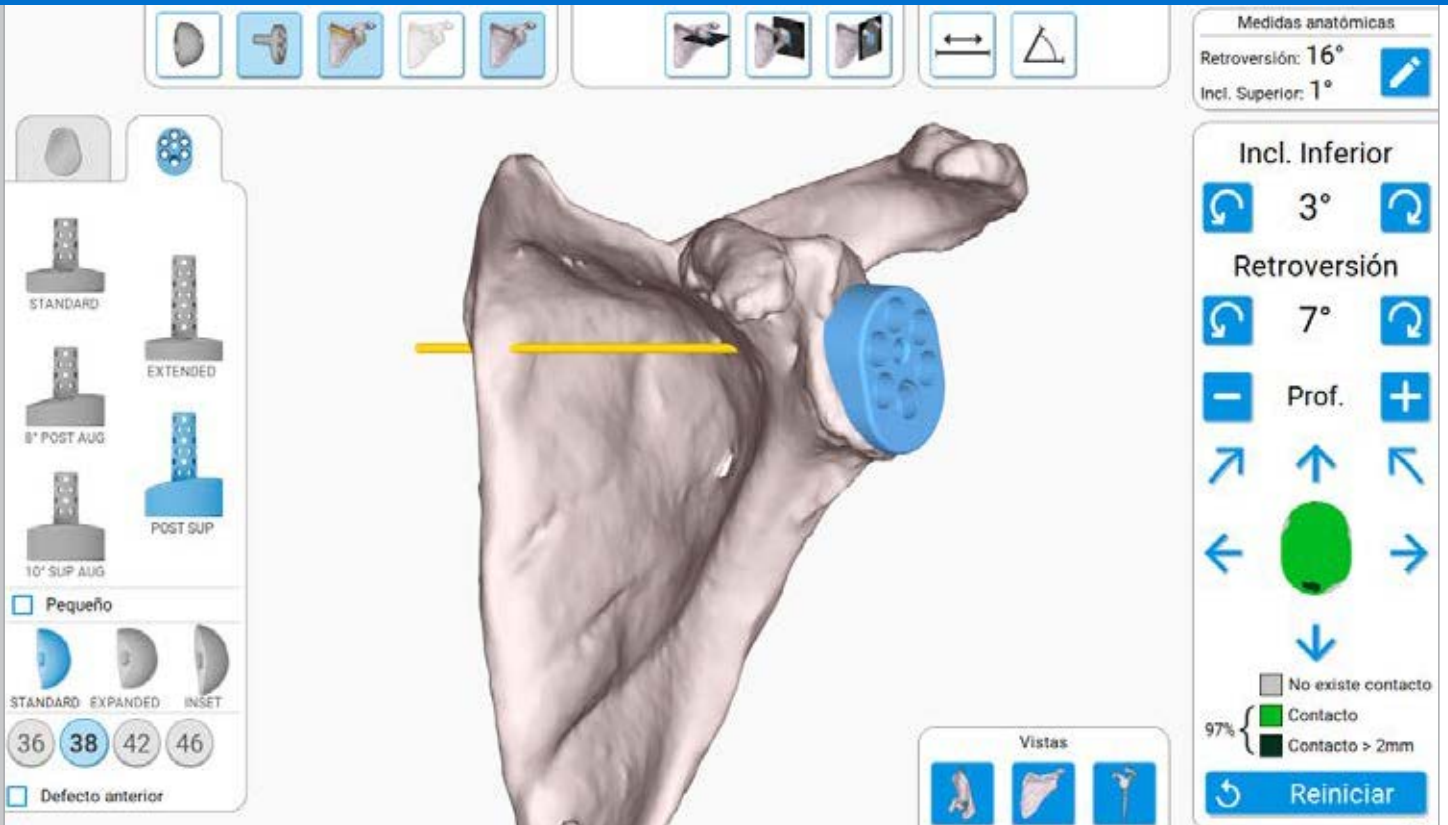 Medidas anatómicas
Retroversión: 16°
Incl. Superior: 1°
STANDARD
EXTENDED
8° POST AUG
POST SUP
10° SUP AUG
Pequeño
STANDARD EXPANDED INSET
36 38 42 46
Defecto anterior
Vistas
Incl. Inferior
3°
Retroversión
7°
Prof.
No existe contacto
97%
Contacto
Contacto > 2mm
Reiniciar